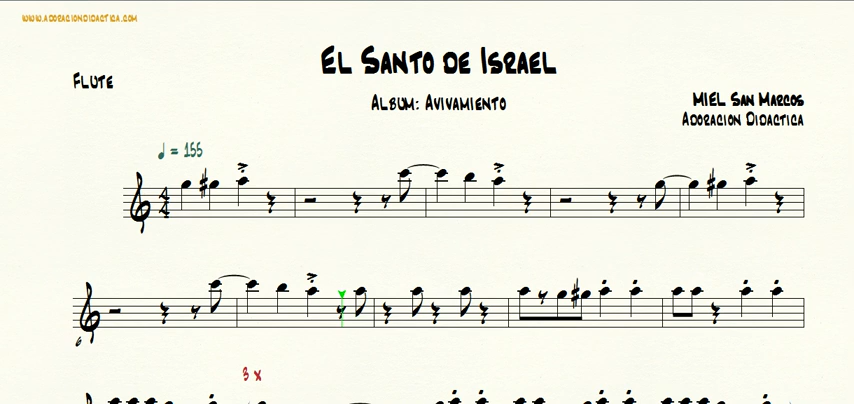 WWW.ADORACIONDIDACTICA.COM
EL SANTO DE ISRAEL
FLUTE
ALBUM: AVIVAMIENTO
MIEL SAN MARCOS
ADORACION DIDACTICA
♩ = 155
6
3 X